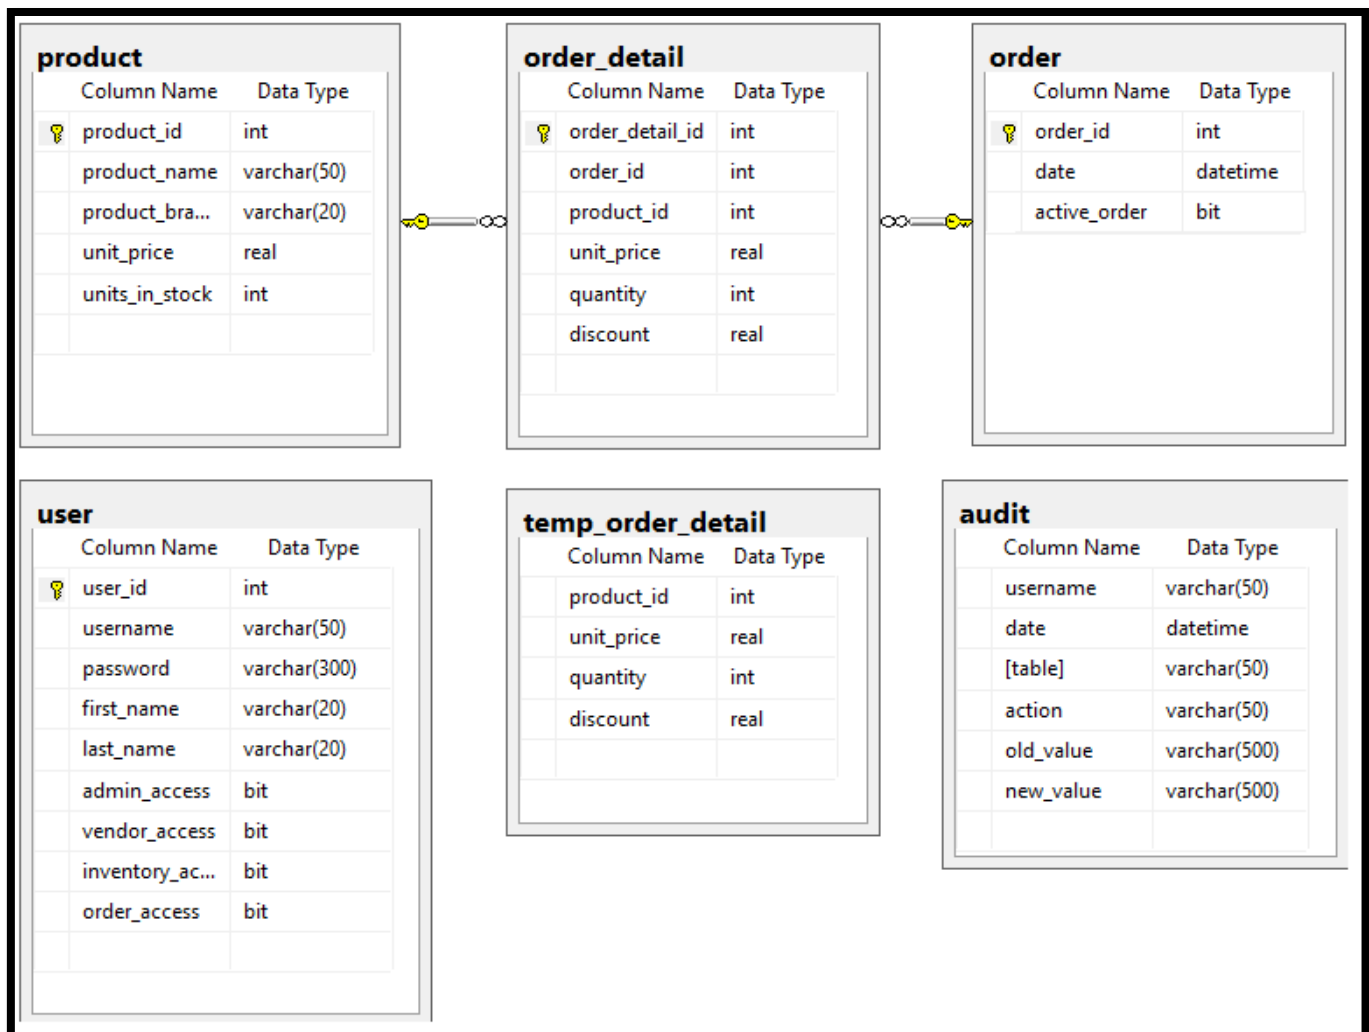 product
Column Name Data Type
product_id int
product_name varchar(50)
product_bra... varchar(20)
unit_price real
units_in_stock int
order_detail
Column Name Data Type
order_detail_id int
order_id int
product_id int
unit_price real
quantity int
discount real
order
Column Name Data Type
order_id int
date datetime
active_order bit
user
Column Name Data Type
user_id int
username varchar(50)
password varchar(300)
first_name varchar(20)
last_name varchar(20)
admin_access bit
vendor_access bit
inventory_ac... bit
order_access bit
temp_order_detail
Column Name Data Type
product_id int
unit_price real
quantity int
discount real
audit
Column Name Data Type
username varchar(50)
date datetime
[table] varchar(50)
action varchar(50)
old_value varchar(500)
new_value varchar(500)